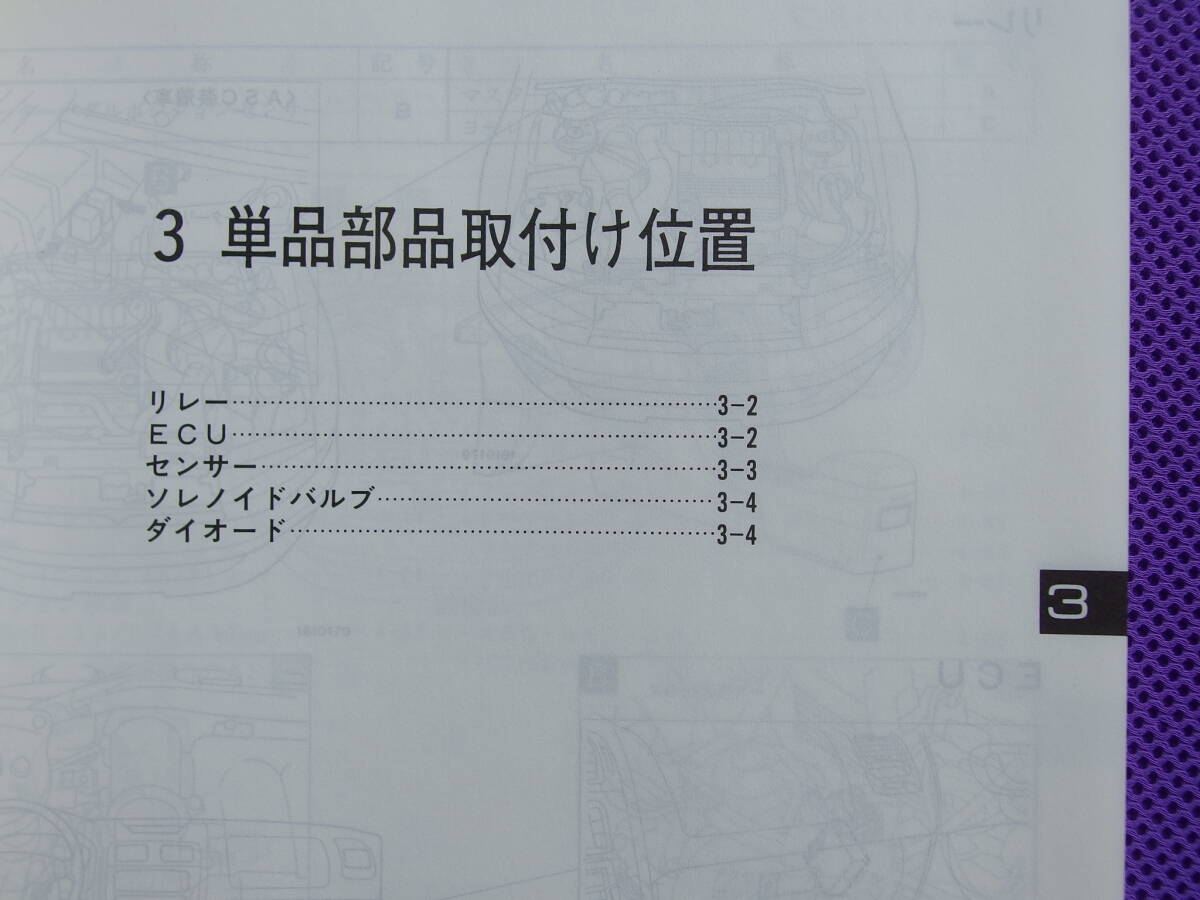 3 単品部品取付け位置
リレー……………………………………3-2
ECU……………………………………3-2
センサー…………………………………3-3
ソレノイドバルブ………………………3-4
ダイオード………………………………3-4
3